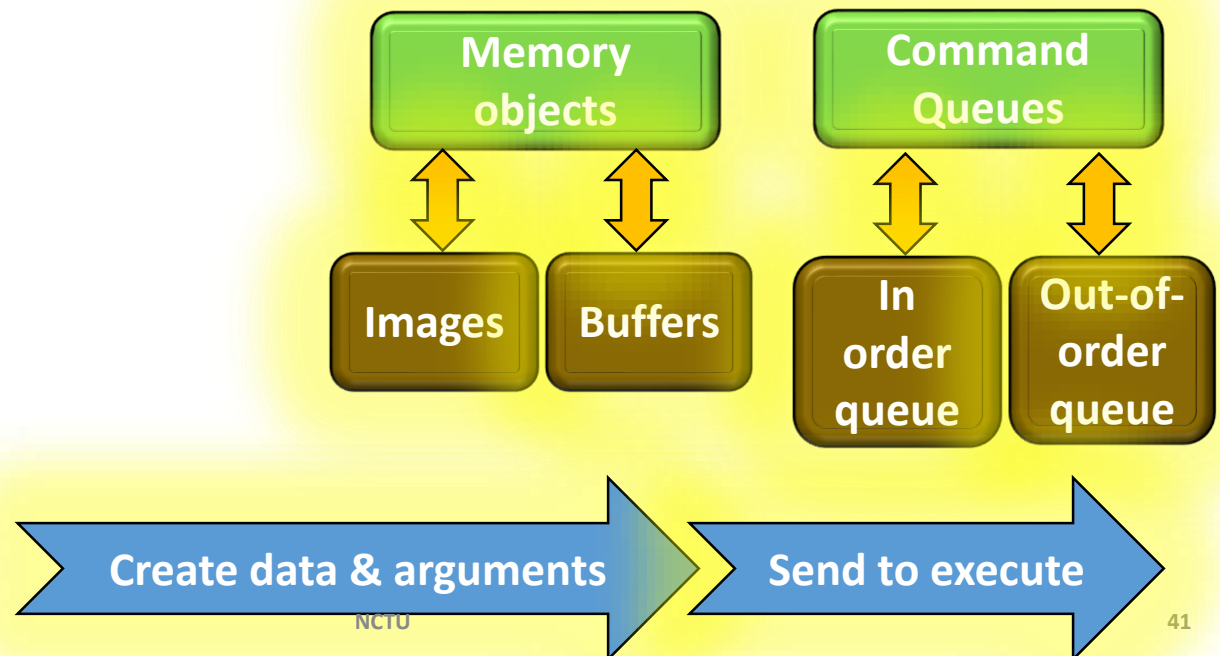 Memory
objects
Command
Queues
Images
Buffers
In
order
queue
Out-of-
order
queue
Create data & arguments
Send to execute
NCTU
41